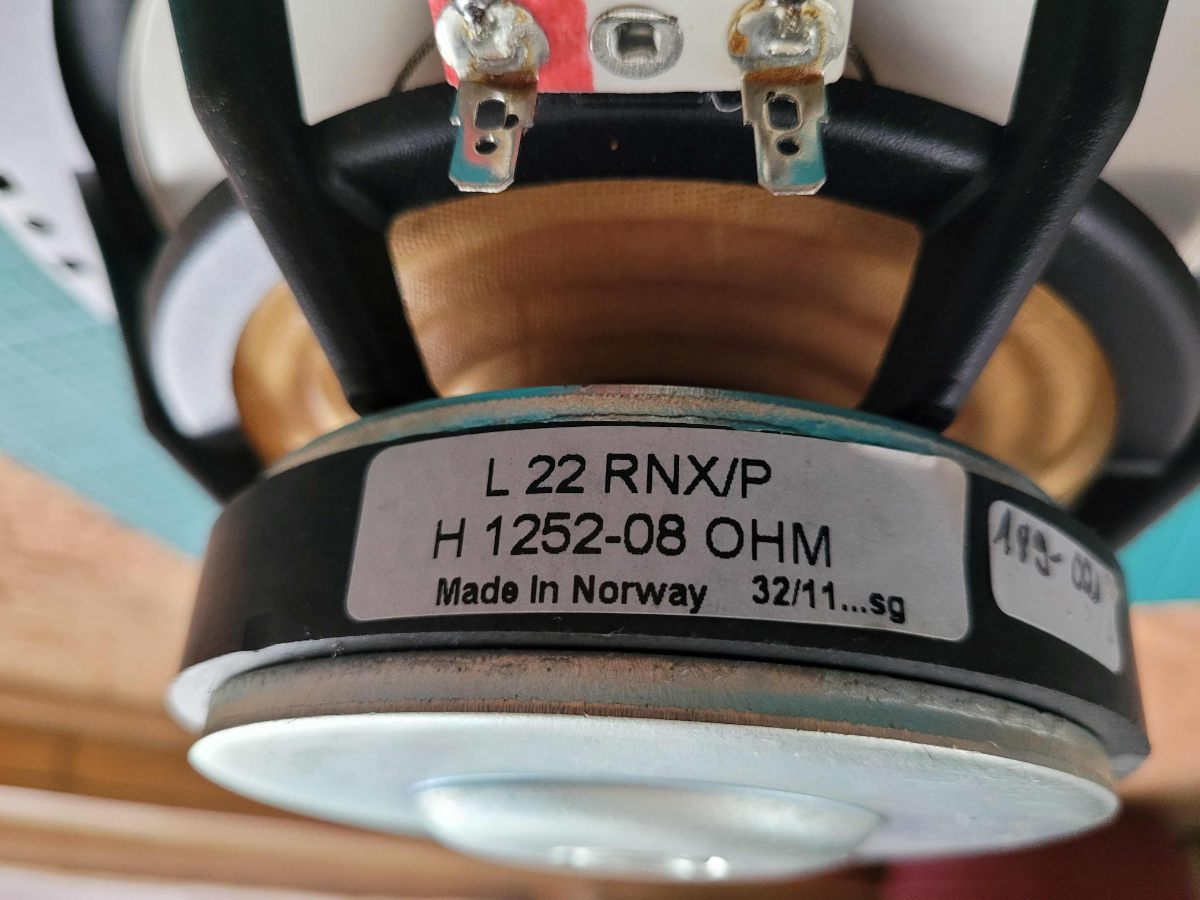 L 22 RNX/P
H 1252-08 OHM
Made In Norway 32/11...sg